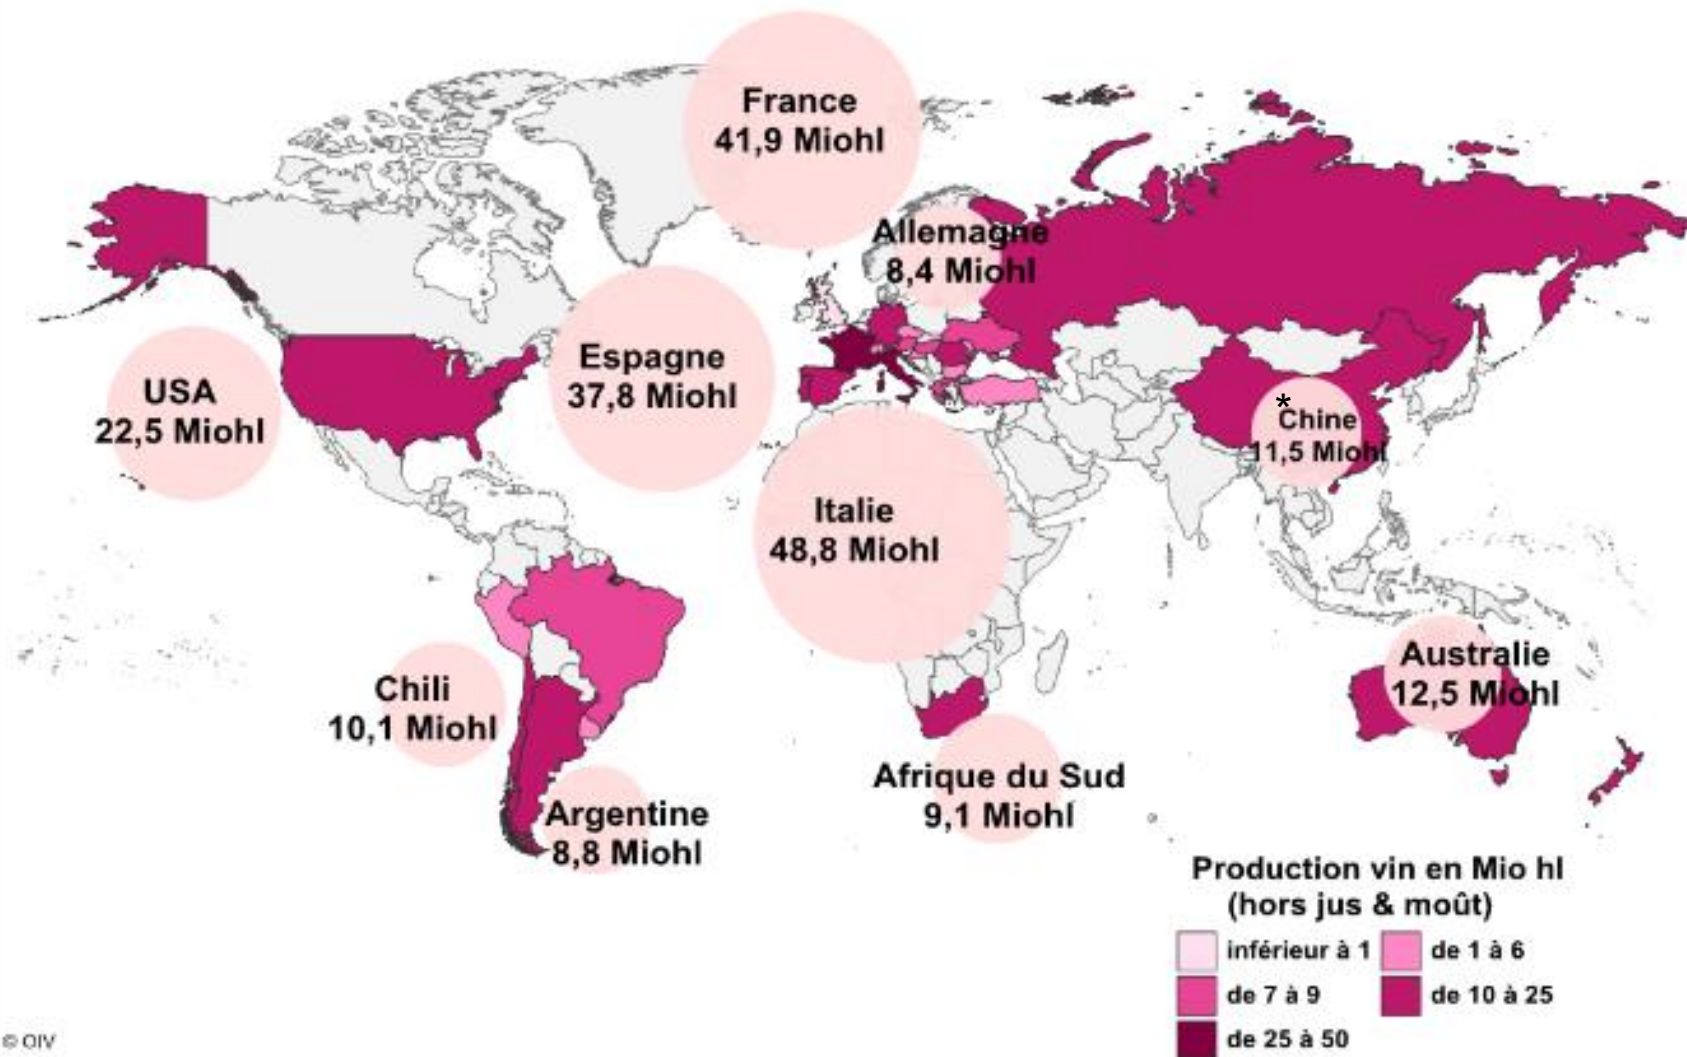 France
41,9 Miohl
Allemagne
8,4 Miohl
Espagne
37,8 Miohl
USA
22,5 Miohl
*
Chine
11,5 Miohl
Italie
48,8 Miohl
Australie
12,5 Miohl
Chili
10,1 Miohl
Afrique du Sud
9,1 Miohl
Argentine
8,8 Miohl
Production vin en Mio hl
(hors jus & moût)
inférieur à 1
de 1 à 6
de 7 à 9
de 10 à 25
de 25 à 50
© OIV